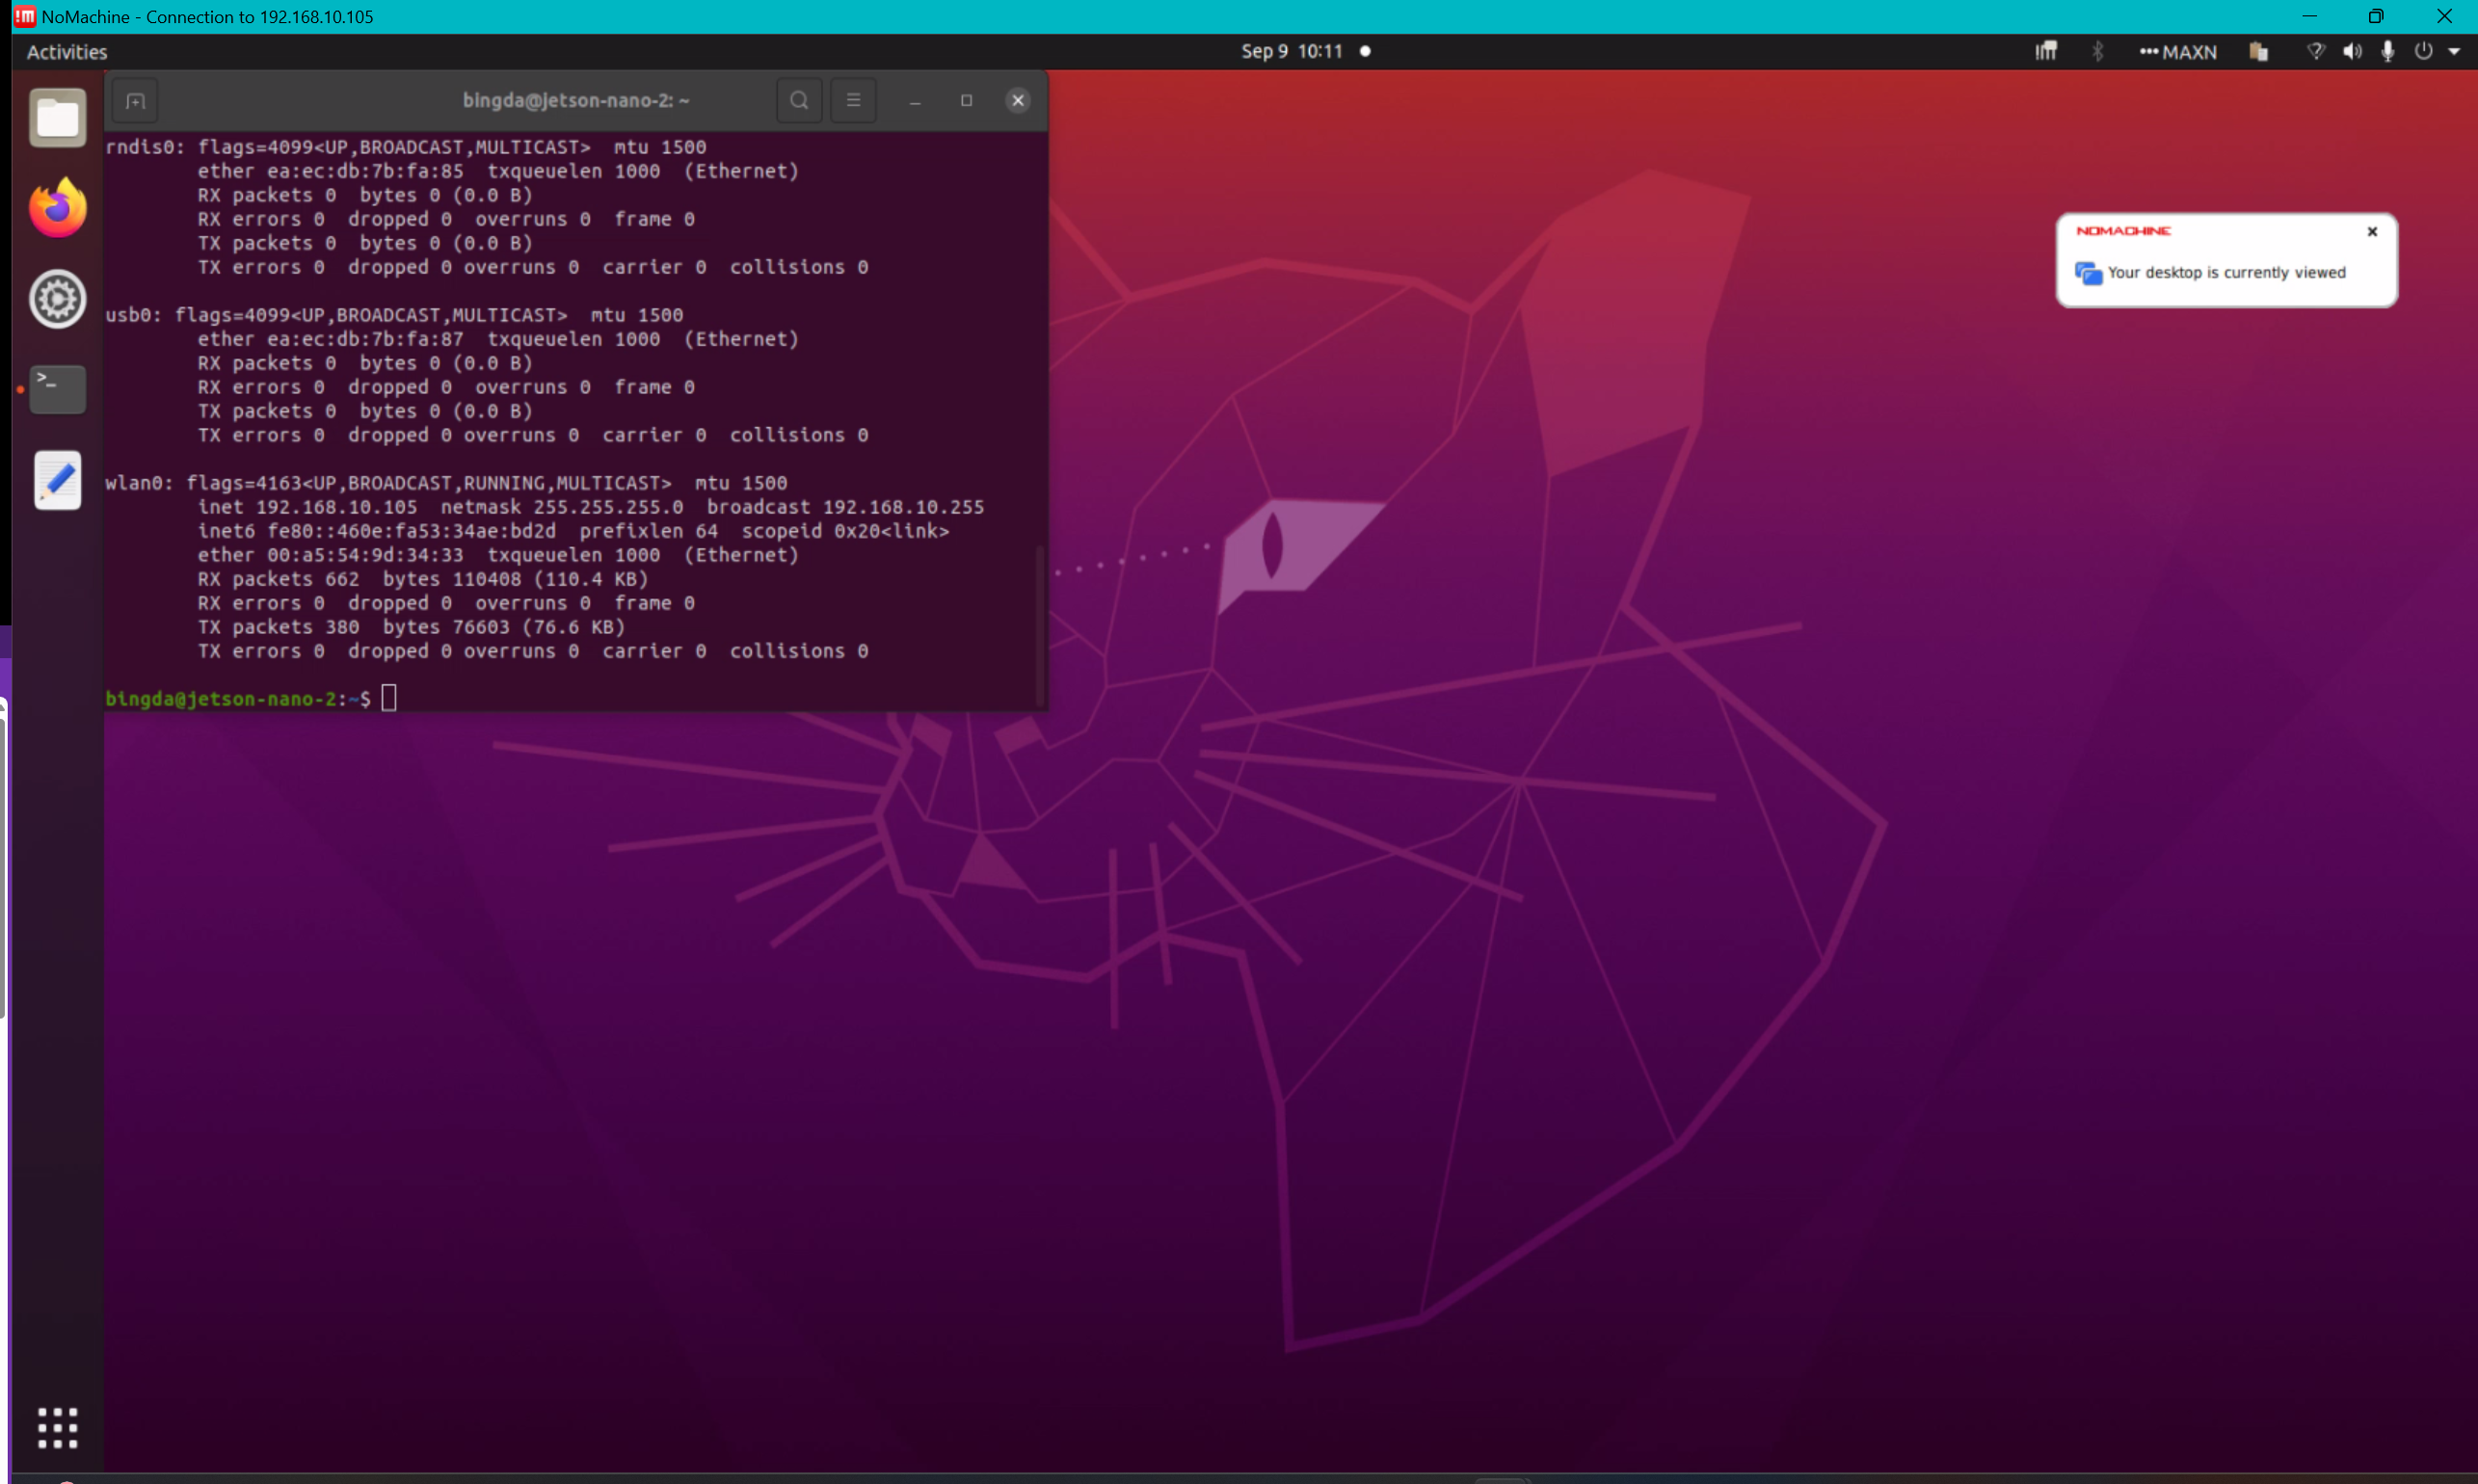 NoMachine - Connection to 192.168.10.105
Activities
Sep 9 10:11
MAXN
bingda@jetson-nano-2: ~
rndis0: flags=4099<UP,BROADCAST,MULTICAST>  mtu 1500
ether ea:ec:db:7b:fa:85  txqueuelen 1000  (Ethernet)
RX packets 0  bytes 0 (0.0 B)
RX errors 0  dropped 0  overruns 0  frame 0
TX packets 0  bytes 0 (0.0 B)
TX errors 0  dropped 0 overruns 0  carrier 0  collisions 0
usb0: flags=4099<UP,BROADCAST,MULTICAST>  mtu 1500
ether ea:ec:db:7b:fa:87  txqueuelen 1000  (Ethernet)
RX packets 0  bytes 0 (0.0 B)
RX errors 0  dropped 0  overruns 0  frame 0
TX packets 0  bytes 0 (0.0 B)
TX errors 0  dropped 0 overruns 0  carrier 0  collisions 0
wlan0: flags=4163<UP,BROADCAST,RUNNING,MULTICAST>  mtu 1500
inet 192.168.10.105  netmask 255.255.255.0  broadcast 192.168.10.255
inet6 fe80::460e:fa53:34ae:bd2d  prefixlen 64  scopeid 0x20<link>
ether 00:a5:54:9d:34:33  txqueuelen 1000  (Ethernet)
RX packets 662  bytes 110408 (110.4 KB)
RX errors 0  dropped 0  overruns 0  frame 0
TX packets 380  bytes 76603 (76.6 KB)
TX errors 0  dropped 0 overruns 0  carrier 0  collisions 0
bingda@jetson-nano-2:~$
NOMACHINE
Your desktop is currently viewed